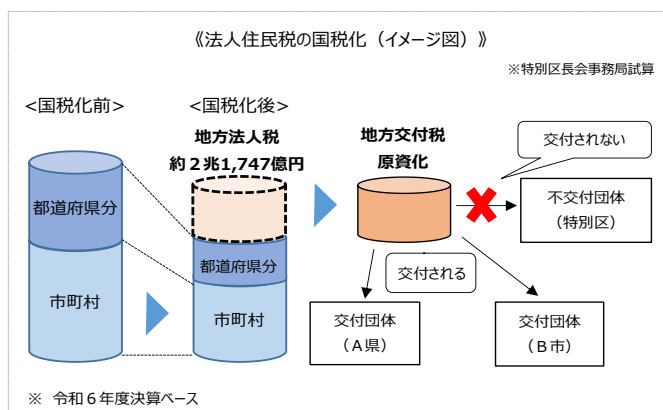 《法人住民税の国税化（イメージ図）》
※特別区長会事務局試算
<国税化前>
<国税化後>
地方法人税
約２兆1,747億円
地方交付税
原資化
交付されない
都道府県分
不交付団体
（特別区）
都道府県分
交付される
市町村
市町村
交付団体
（Ａ県）
交付団体
（Ｂ市）
※ 令和６年度決算ベース